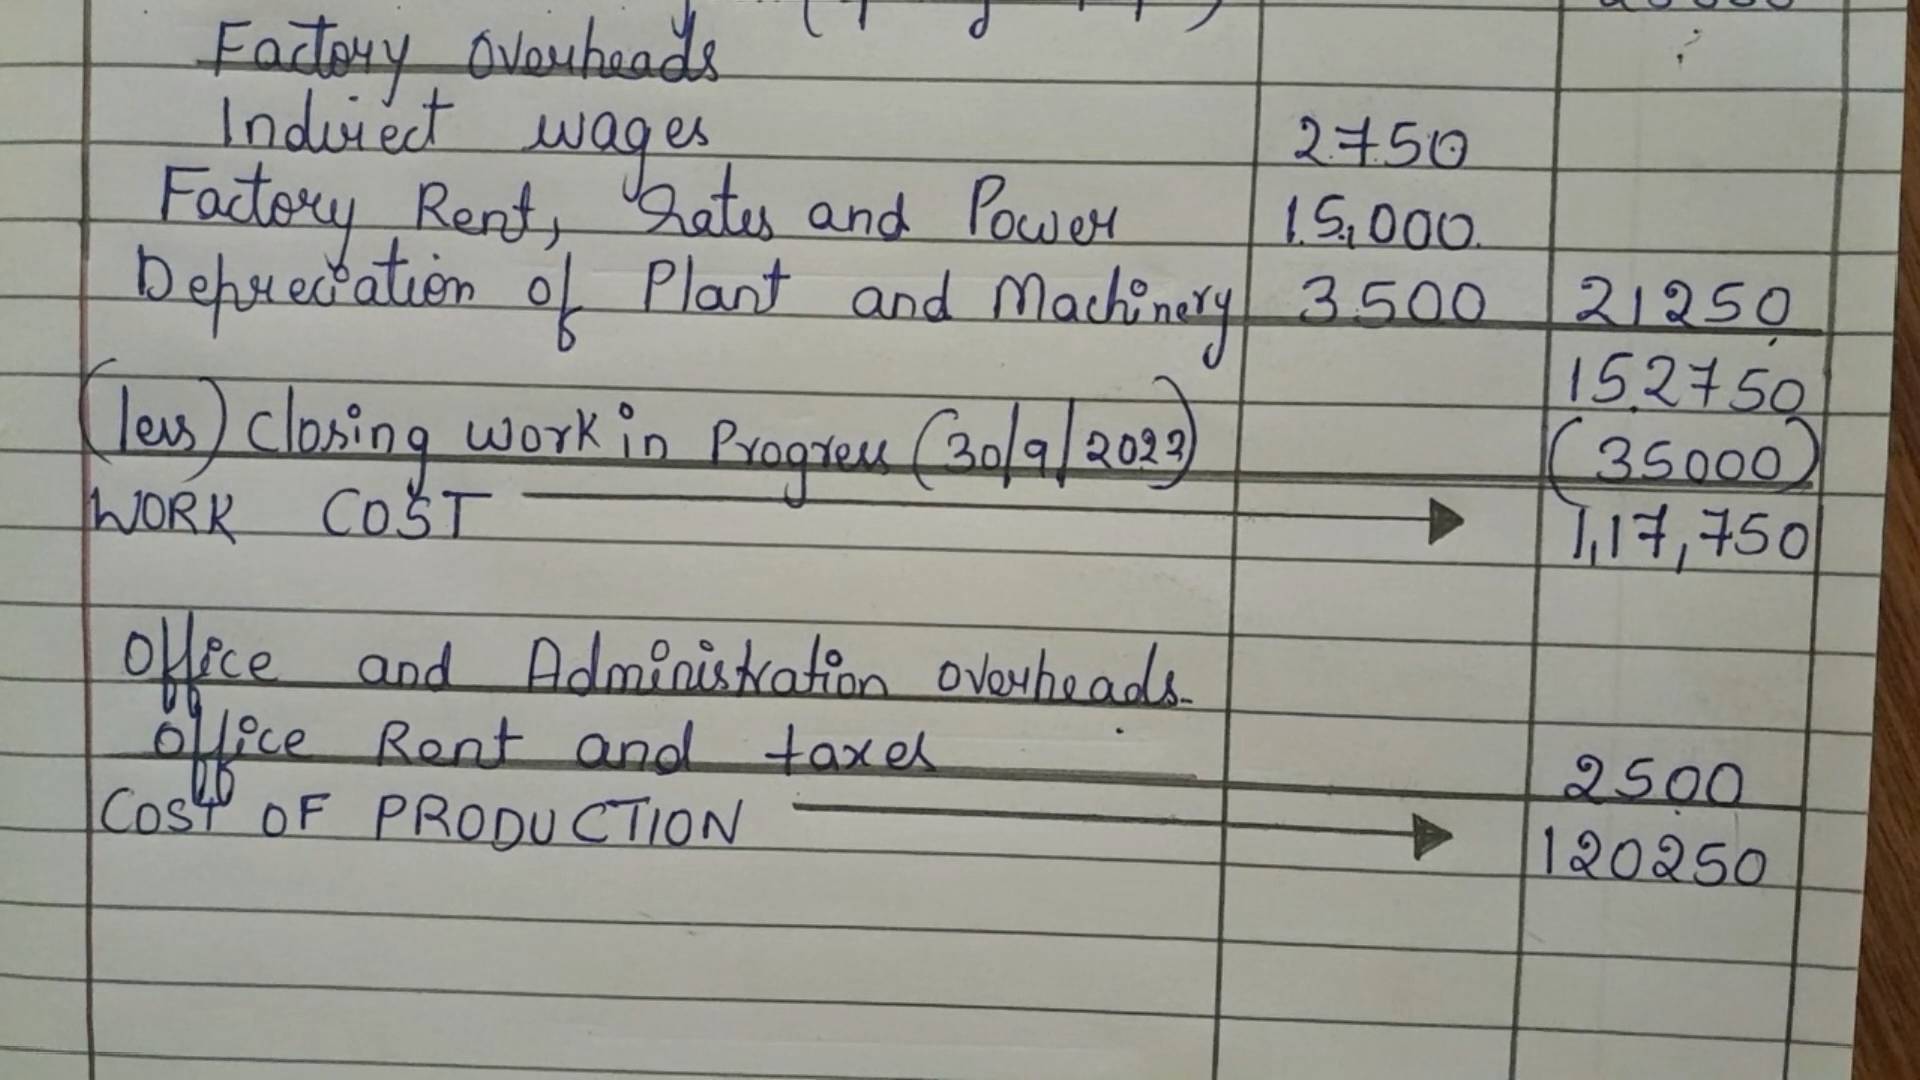 Factory Overheads
Indirect wages 2750
Factory Rent, Rates and Power 15,000
Depreciation of Plant and Machinery 3500 21250
152750
(less) Closing work in Progress (30/9/2022) (35000)
WORK COST 1,17,750
Office and Administration overheads
Office Rent and taxes 2500
COST OF PRODUCTION 120250